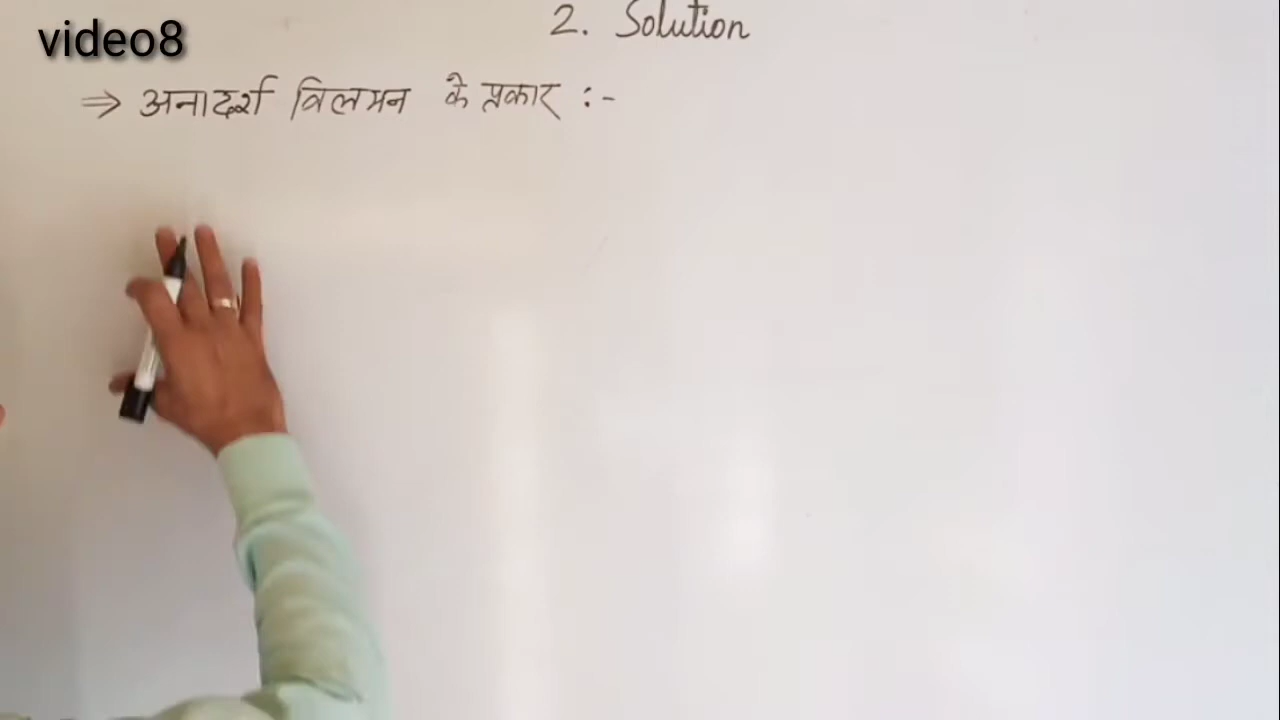 video8
2. Solution
⇒ अनादर्श विलयन के प्रकार :-